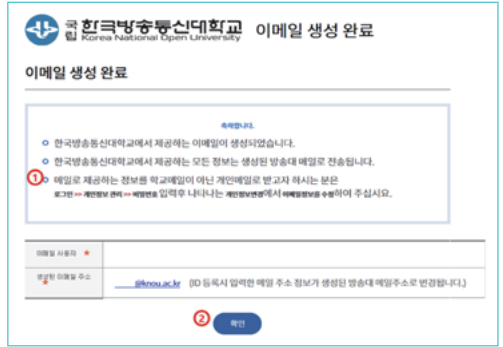 국립 한국방송통신대학교 이메일 생성 완료
Korea National Open University
이메일 생성 완료
축하합니다.
한국방송통신대학교에서 제공하는 이메일이 생성되었습니다.
한국방송통신대학교에서 제공하는 모든 정보는 생성된 방송대 메일로 전송됩니다.
① 메일로 제공하는 정보를 학교메일이 아닌 개인메일로 받고자 하시는 분은
로그인 >> 개인정보 관리 >> 비밀번호 입력후 나타나는 개인정보변경에서 이메일정보를 수정하여 주십시요.
이메일 사용자 ★
생성된 이메일 주소 ★
@knou.ac.kr (ID 등록시 입력한 메일 주소 정보가 생성된 방송대 메일주소로 변경됩니다.)
② 확인